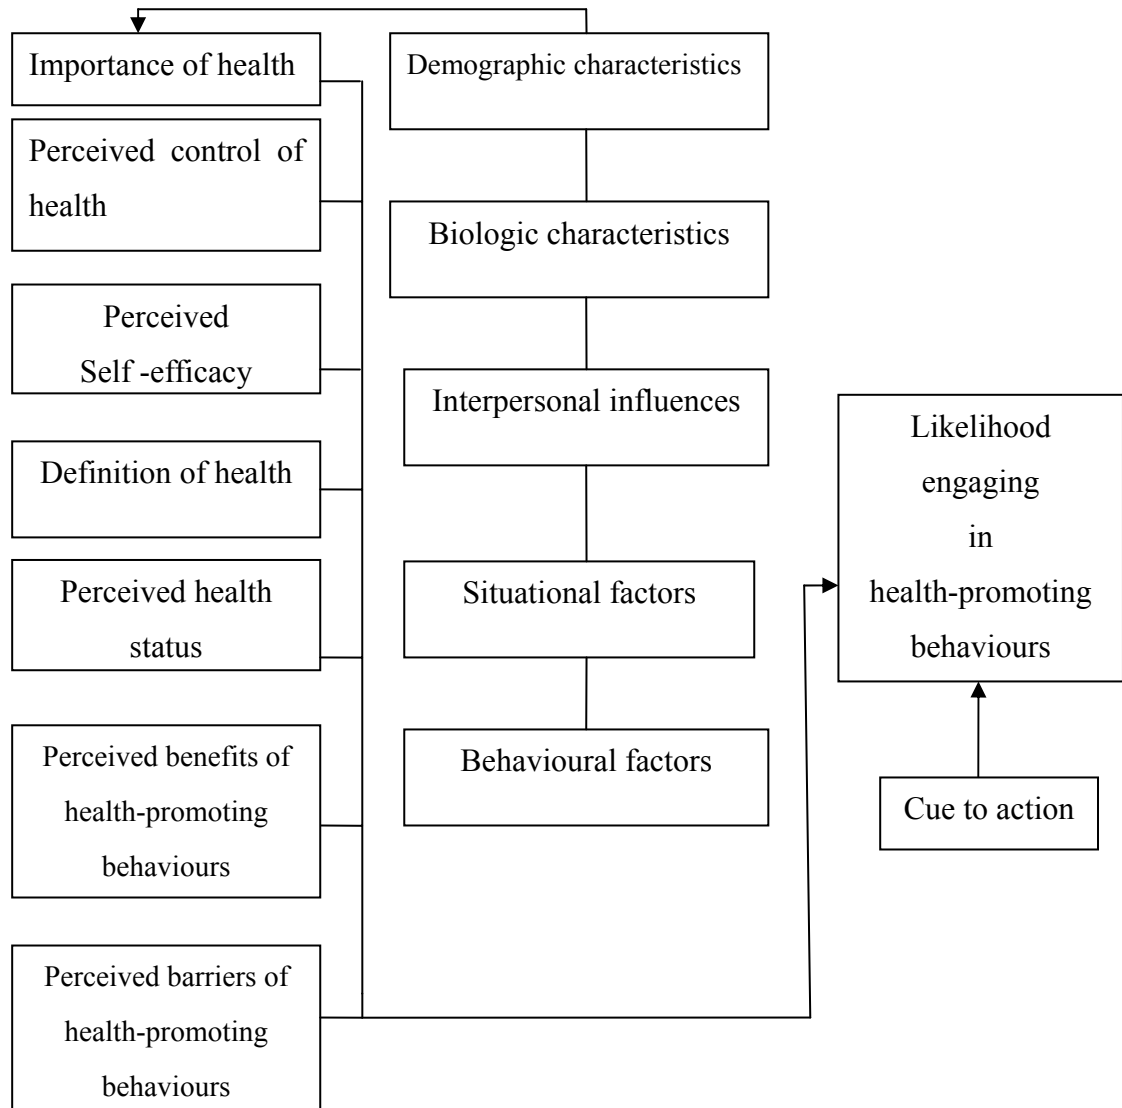 Importance of health
Perceived control of
health
Perceived
Self -efficacy
Definition of health
Perceived health
status
Perceived benefits of
health-promoting
behaviours
Perceived barriers of
health-promoting
behaviours
Demographic characteristics
Biologic characteristics
Interpersonal influences
Situational factors
Behavioural factors
Likelihood
engaging
in
health-promoting
behaviours
Cue to action